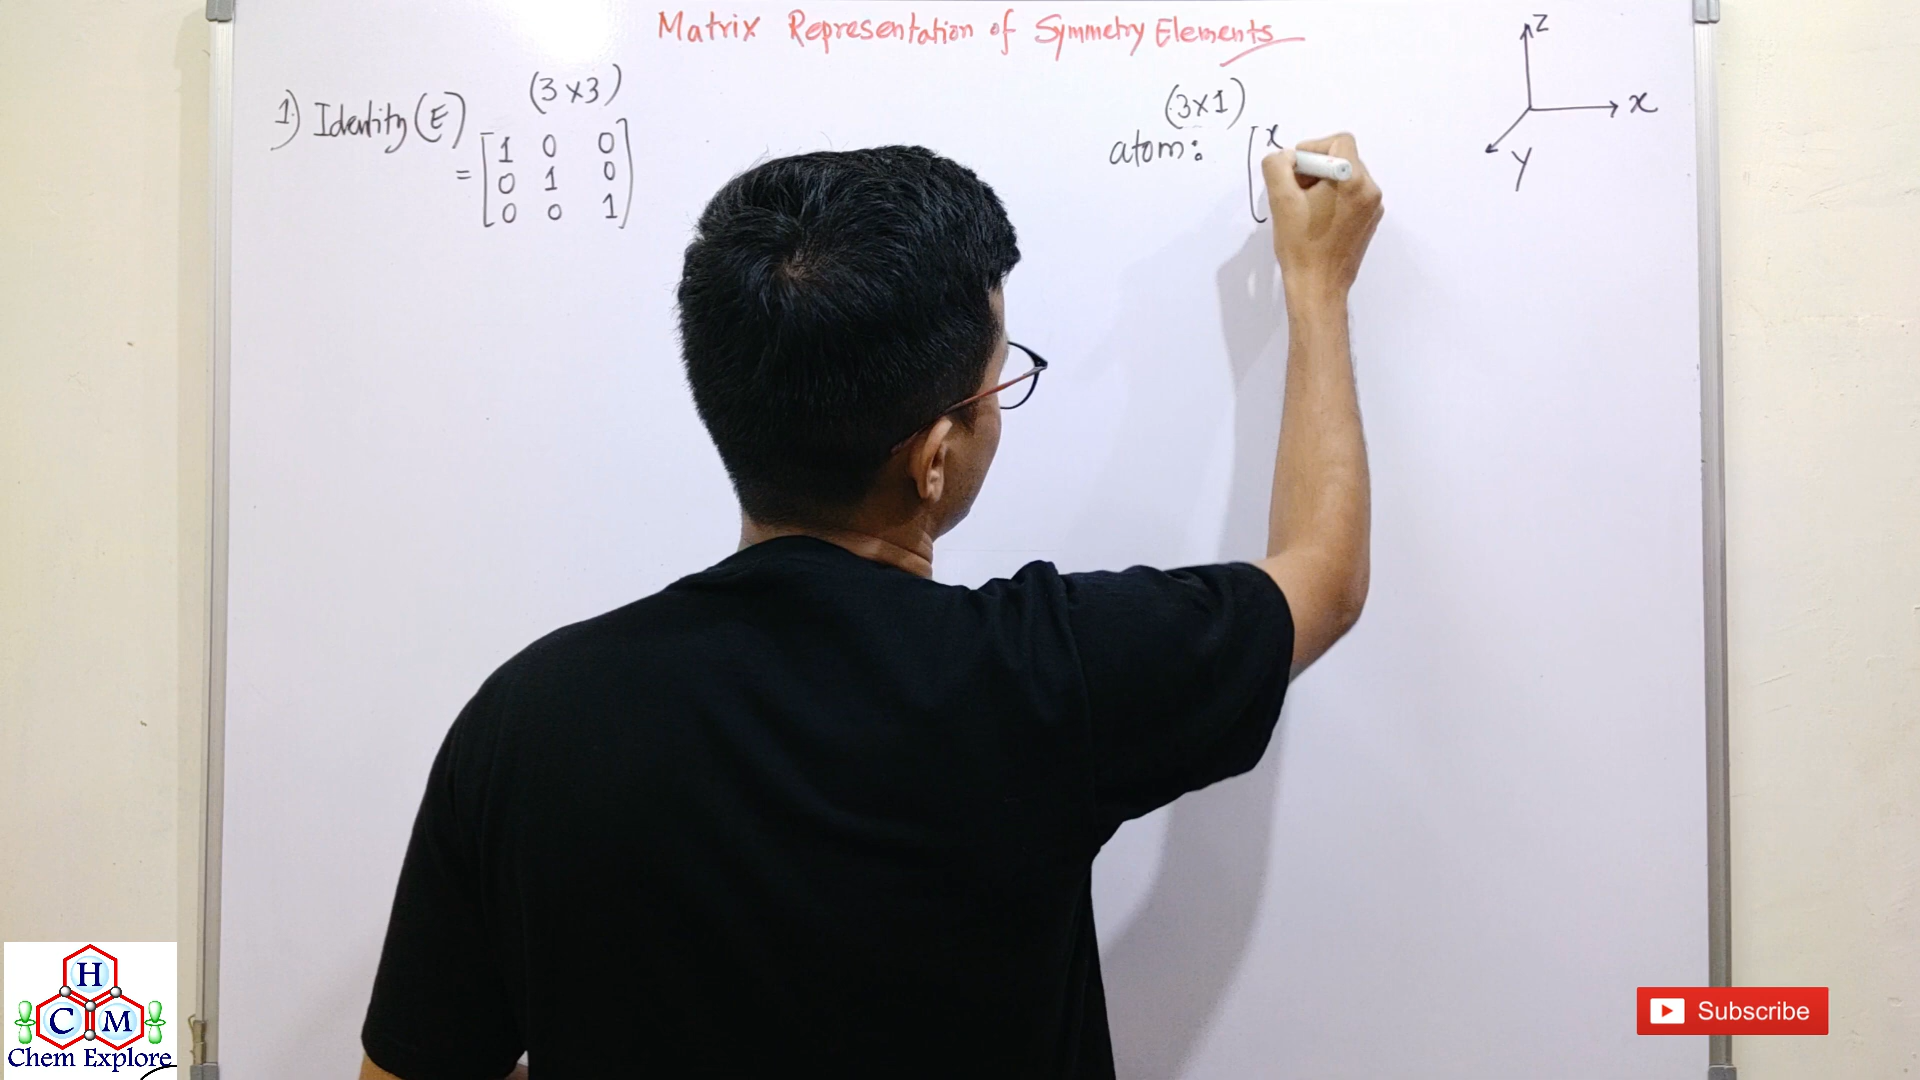 Matrix Representation of Symmetry Elements
1) Identity (E)
(3×3)
= [1 0 0
0 1 0
0 0 1]
(3×1)
atom: [x
z
x
y
H
C M
Chem Explore
Subscribe